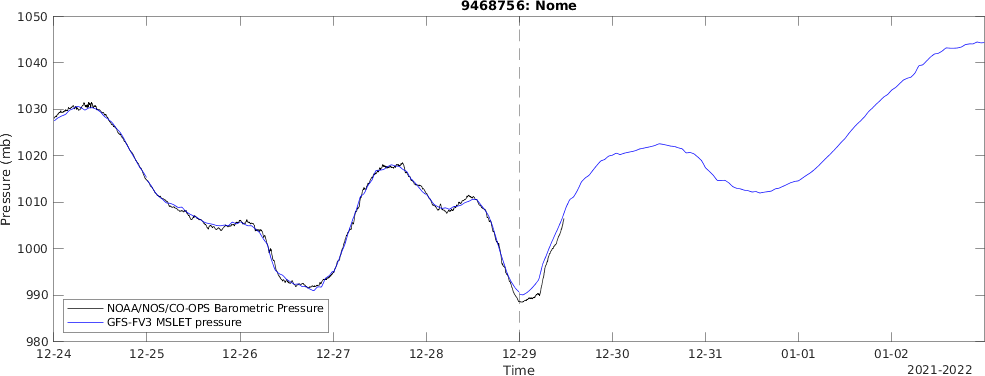 9468756: Nome
1050
1040
1030
1020
1010
1000
990
980
Pressure (mb)
NOAA/NOS/CO-OPS Barometric Pressure
GFS-FV3 MSLET pressure
12-24 12-25 12-26 12-27 12-28 12-29 12-30 12-31 01-01 01-02
Time
2021-2022